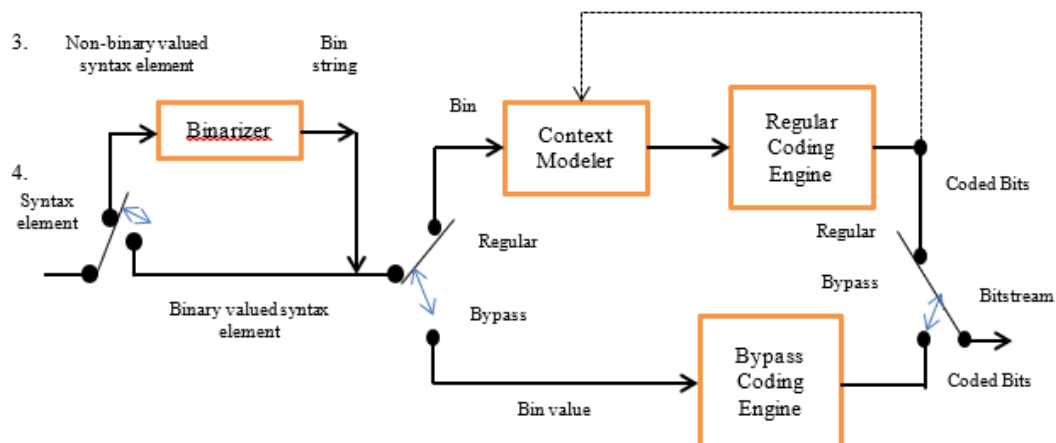 3.
Non-binary valued
syntax element
Bin
string
Binarizer
4.
Syntax
element
Binary valued syntax
element
Bin
Context
Modeler
Regular
Coding
Engine
Coded Bits
Regular
Regular
Bypass
Bypass
Bitstream
Bypass
Coding
Engine
Coded Bits
Bin value